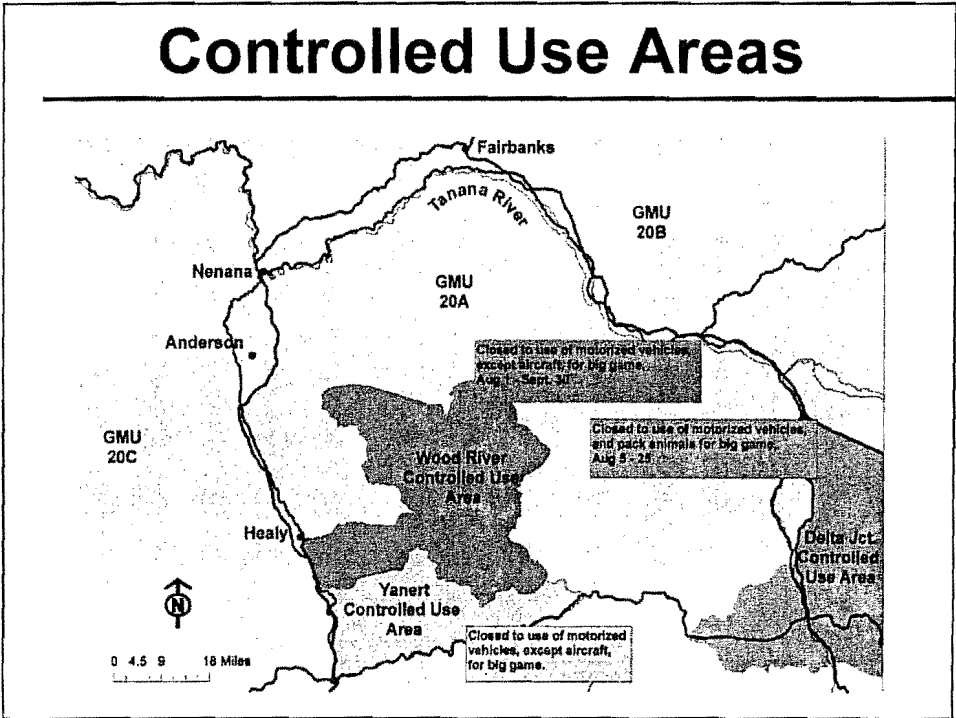 Controlled Use Areas
Fairbanks
Tanana River
GMU
20B
Nenana
GMU
20A
Anderson
Closed to use of motorized vehicles,
except aircraft, for big game.
Aug 1 - Sept. 30
Closed to use of motorized vehicles,
and pack animals for big game.
Aug 5 - 25
GMU
20C
Wood River
Controlled Use
Area
Healy
Delta Jct.
Controlled
Use Area
Yanert
Controlled Use
Area
Closed to use of motorized
vehicles, except aircraft,
for big game.
N
0 4.5 9 18 Miles